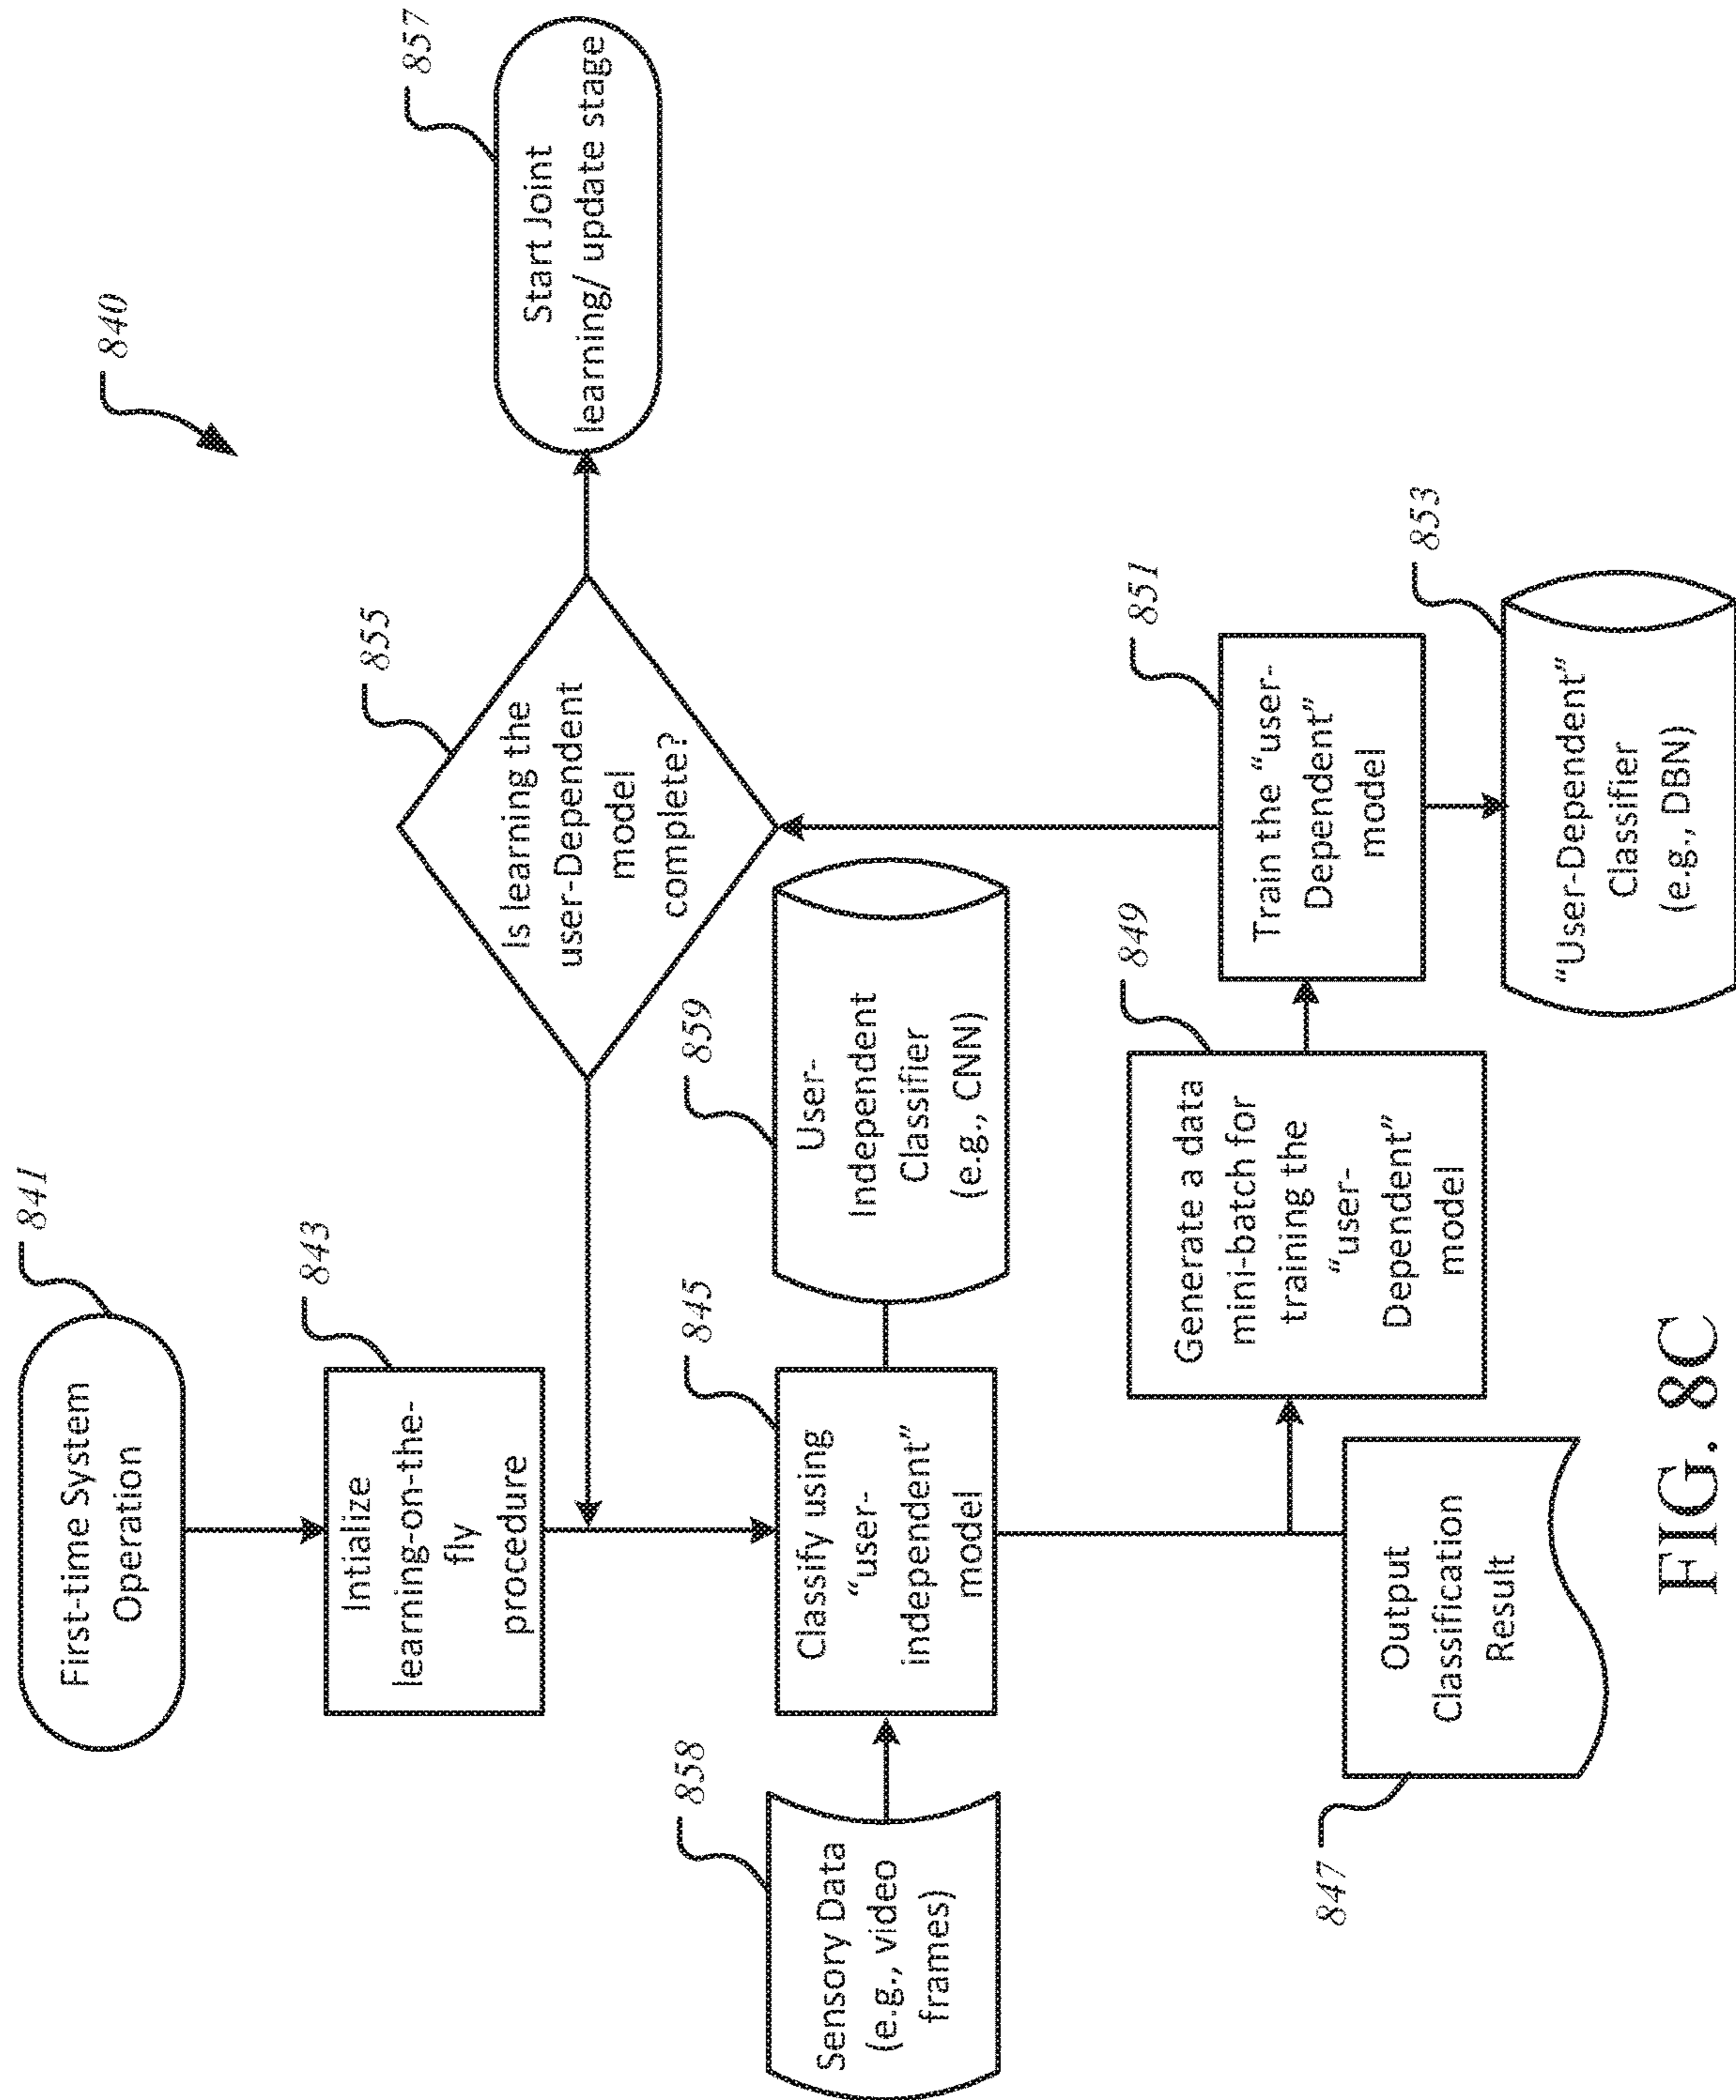 840
841
First-time System
Operation
843
Intialize
learning-on-the-
fly
procedure
855
Is learning the
user-Dependent
model
complete?
857
Start Joint
learning/ update stage
858
Sensory Data
(e.g., video
frames)
845
Classify using
"user-
independent"
model
859
User-
Independent
Classifier
(e.g., CNN)
847
Output
Classification
Result
849
Generate a data
mini-batch for
training the
"user-
Dependent"
model
851
Train the "user-
Dependent"
model
853
"User-Dependent"
Classifier
(e.g., DBN)
FIG. 8C